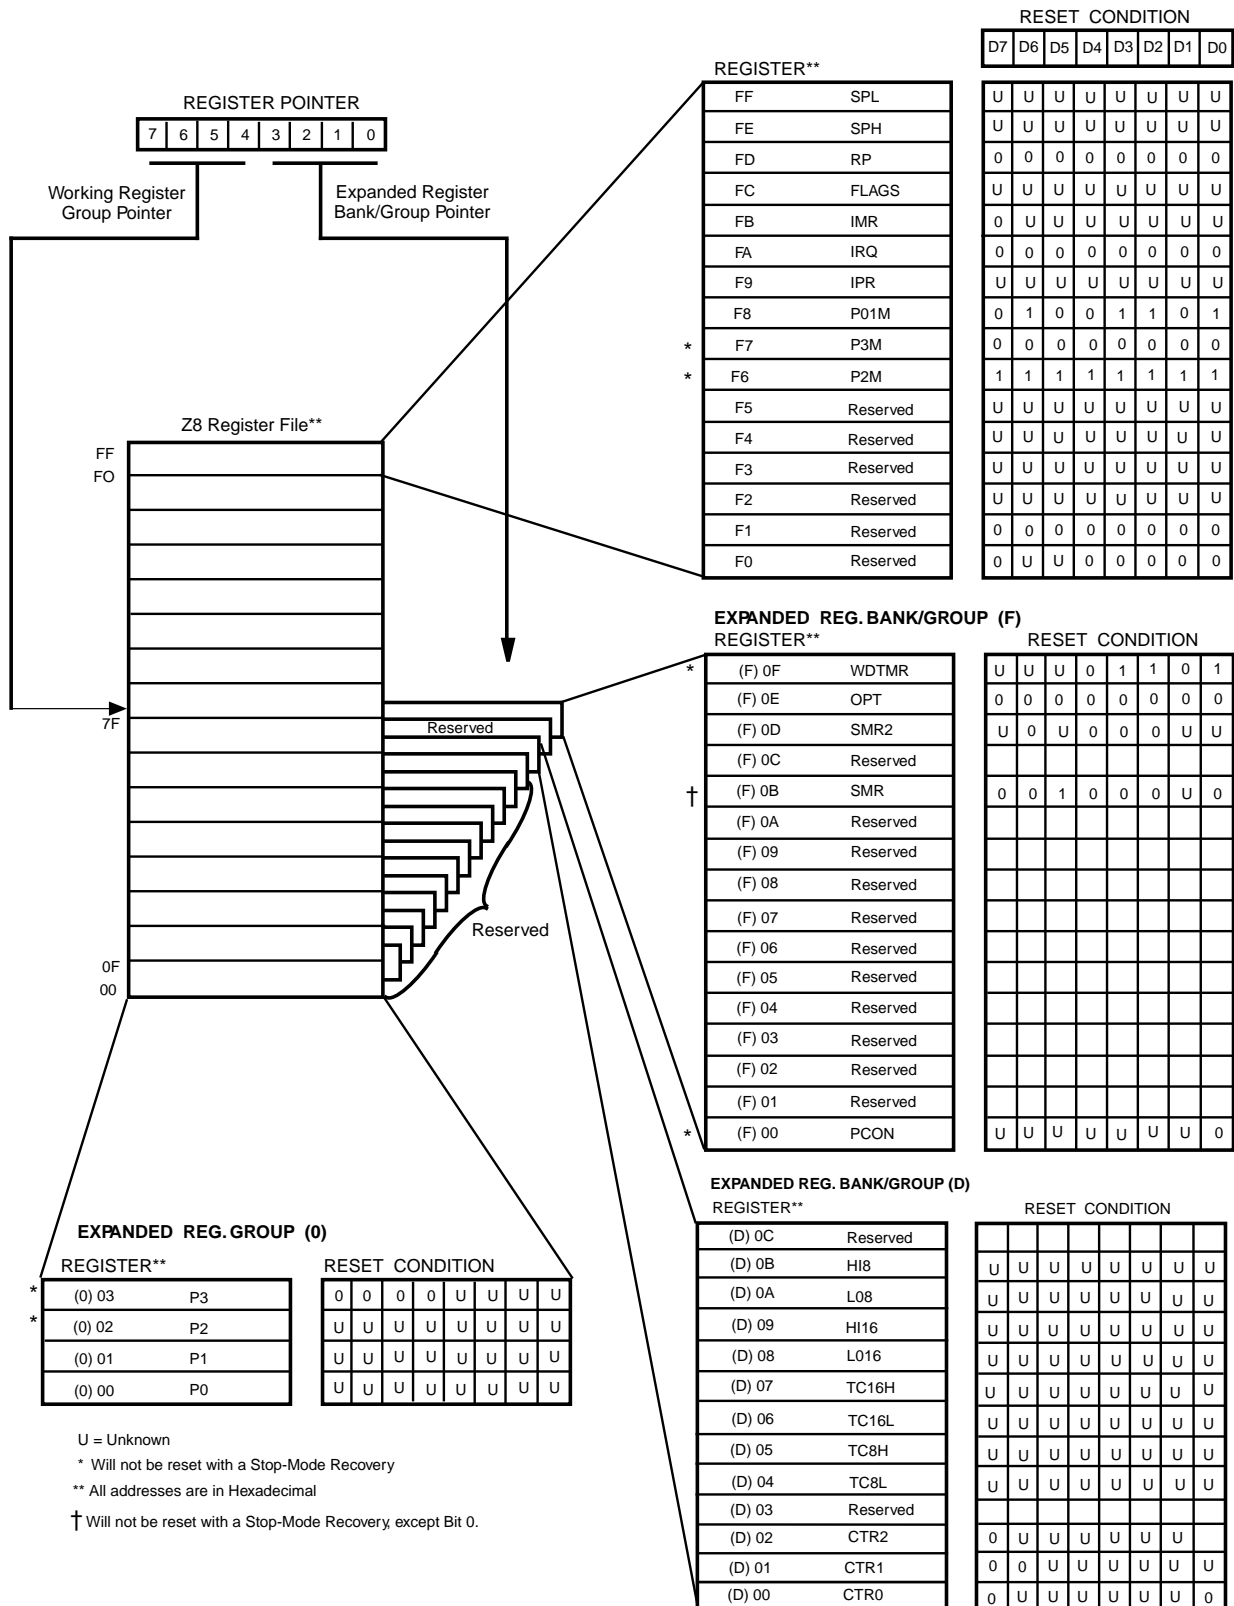 RESET CONDITION
D7 D6 D5 D4 D3 D2 D1 D0
REGISTER POINTER
7 6 5 4 3 2 1 0
Working Register
Group Pointer
Expanded Register
Bank/Group Pointer
REGISTER**
FF SPL U U U U U U U U
FE SPH U U U U U U U U
FD RP 0 0 0 0 0 0 0 0
FC FLAGS U U U U U U U U
FB IMR 0 U U U U U U U
FA IRQ 0 0 0 0 0 0 0 0
F9 IPR U U U U U U U U
F8 P01M 0 1 0 0 1 1 0 1
* F7 P3M 0 0 0 0 0 0 0 0
* F6 P2M 1 1 1 1 1 1 1 1
F5 Reserved U U U U U U U U
F4 Reserved U U U U U U U U
F3 Reserved U U U U U U U U
F2 Reserved U U U U U U U U
F1 Reserved 0 0 0 0 0 0 0 0
F0 Reserved 0 U U 0 0 0 0 0
Z8 Register File**
FF
FO
7F
0F
00
Reserved
Reserved
EXPANDED REG. BANK/GROUP (F)
REGISTER** RESET CONDITION
* (F) 0F WDTMR U U U 0 1 1 0 1
(F) 0E OPT 0 0 0 0 0 0 0 0
(F) 0D SMR2 U 0 U 0 0 0 U U
(F) 0C Reserved
† (F) 0B SMR 0 0 1 0 0 0 U 0
(F) 0A Reserved
(F) 09 Reserved
(F) 08 Reserved
(F) 07 Reserved
(F) 06 Reserved
(F) 05 Reserved
(F) 04 Reserved
(F) 03 Reserved
(F) 02 Reserved
(F) 01 Reserved
* (F) 00 PCON U U U U U U U 0
EXPANDED REG. BANK/GROUP (D)
REGISTER** RESET CONDITION
(D) 0C Reserved
(D) 0B HI8 U U U U U U U U
(D) 0A L08 U U U U U U U U
(D) 09 HI16 U U U U U U U U
(D) 08 L016 U U U U U U U U
(D) 07 TC16H U U U U U U U U
(D) 06 TC16L U U U U U U U U
(D) 05 TC8H U U U U U U U U
(D) 04 TC8L U U U U U U U U
(D) 03 Reserved
(D) 02 CTR2 0 U U U U U U
(D) 01 CTR1 0 0 U U U U U U
(D) 00 CTR0 0 U U U U U U 0
EXPANDED REG. GROUP (0)
REGISTER** RESET CONDITION
* (0) 03 P3 0 0 0 0 U U U U
* (0) 02 P2 U U U U U U U U
(0) 01 P1 U U U U U U U U
(0) 00 P0 U U U U U U U U
U = Unknown
* Will not be reset with a Stop-Mode Recovery
** All addresses are in Hexadecimal
† Will not be reset with a Stop-Mode Recovery, except Bit 0.